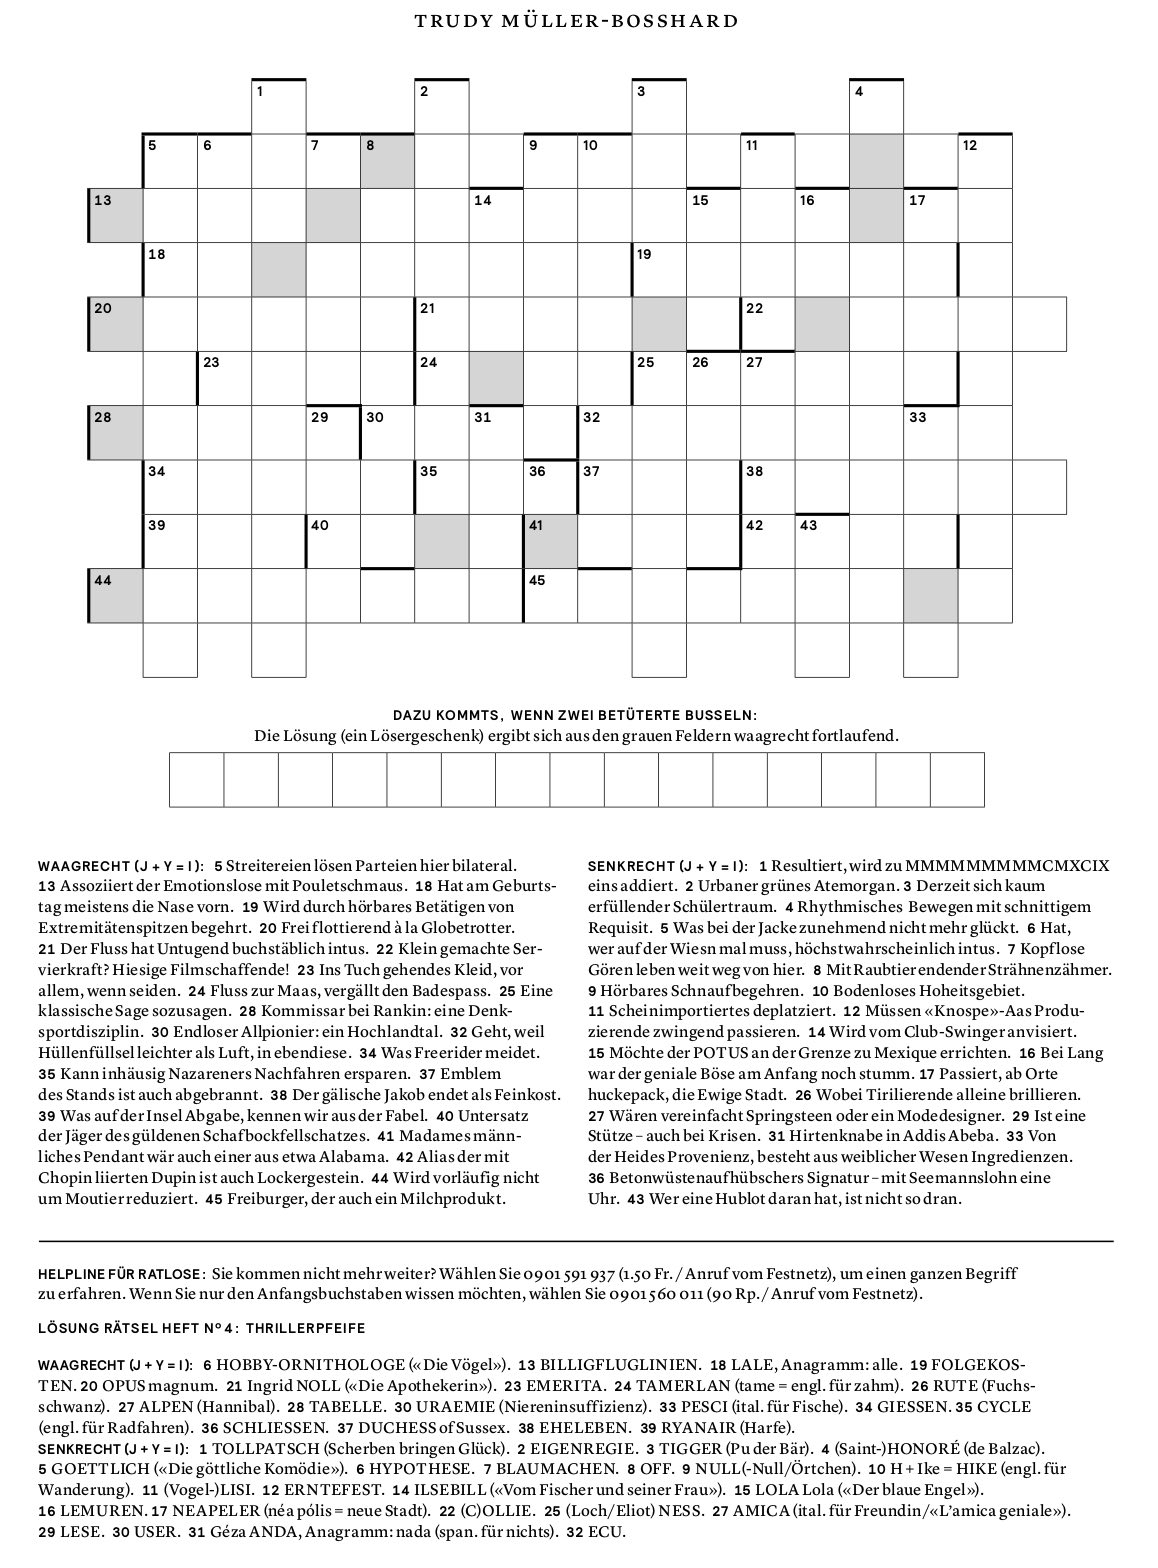 TRUDY MÜLLER-BOSSHARD
1 2 3 4
5 6 7 8 9 10 11 12
13 14 15 16 17
18 19
20 21 22
23 24 25 26 27
28 29 30 31 32 33
34 35 36 37 38
39 40 41 42 43
44 45
DAZU KOMMTS, WENN ZWEI BETÜTERTE BUSSELN:
Die Lösung (ein Lösergeschenk) ergibt sich aus den grauen Feldern waagrecht fortlaufend.
WAAGRECHT (J + Y = I): 5 Streitereien lösen Parteien hier bilateral.
13 Assoziiert der Emotionslose mit Pouletschmaus. 18 Hat am Geburts-
tag meistens die Nase vorn. 19 Wird durch hörbares Betätigen von
Extremitätenspitzen begehrt. 20 Frei flottierend à la Globetrotter.
21 Der Fluss hat Untugend buchstäblich intus. 22 Klein gemachte Ser-
vierkraft? Hiesige Filmschaffende! 23 Ins Tuch gehendes Kleid, vor
allem, wenn seiden. 24 Fluss zur Maas, vergällt den Badespass. 25 Eine
klassische Sage sozusagen. 28 Kommissar bei Rankin: eine Denk-
sportdisziplin. 30 Endloser Allpionier: ein Hochlandtal. 32 Geht, weil
Hüllenfüllsel leichter als Luft, in ebendiese. 34 Was Freerider meidet.
35 Kann inhäusig Nazareners Nachfahren ersparen. 37 Emblem
des Stands ist auch abgebrannt. 38 Der gälische Jakob endet als Feinkost.
39 Was auf der Insel Abgabe, kennen wir aus der Fabel. 40 Untersatz
der Jäger des güldenen Schafbockfellschatzes. 41 Madames männ-
liches Pendant wär auch einer aus etwa Alabama. 42 Alias der mit
Chopin liierten Dupin ist auch Lockergestein. 44 Wird vorläufig nicht
um Moutier reduziert. 45 Freiburger, der auch ein Milchprodukt.
SENKRECHT (J + Y = I): 1 Resultiert, wird zu MMMMMMMMMCMXCIX
eins addiert. 2 Urbaner grünes Atemorgan. 3 Derzeit sich kaum
erfüllender Schülertraum. 4 Rhythmisches Bewegen mit schnittigem
Requisit. 5 Was bei der Jacke zunehmend nicht mehr glückt. 6 Hat,
wer auf der Wiesn mal muss, höchstwahrscheinlich intus. 7 Kopflose
Gören leben weit weg von hier. 8 Mit Raubtier endender Strähnenzähmer.
9 Hörbares Schnaufbegehren. 10 Bodenloses Hoheitsgebiet.
11 Scheinimportiertes deplatziert. 12 Müssen «Knospe»-Aas Produ-
zierende zwingend passieren. 14 Wird vom Club-Swinger anvisiert.
15 Möchte der POTUS an der Grenze zu Mexique errichten. 16 Bei Lang
war der geniale Böse am Anfang noch stumm. 17 Passiert, ab Orte
huckepack, die Ewige Stadt. 26 Wobei Tirilierende alleine brillieren.
27 Wären vereinfacht Springsteen oder ein Modedesigner. 29 Ist eine
Stütze – auch bei Krisen. 31 Hirtenknabe in Addis Abeba. 33 Von
der Heides Provenienz, besteht aus weiblicher Wesen Ingredienzen.
36 Betonwüstenaufhübschers Signatur – mit Seemannslohn eine
Uhr. 43 Wer eine Hublot daran hat, ist nicht so dran.
HELPLINE FÜR RATLOSE: Sie kommen nicht mehr weiter? Wählen Sie 0901 591 937 (1.50 Fr. / Anruf vom Festnetz), um einen ganzen Begriff
zu erfahren. Wenn Sie nur den Anfangsbuchstaben wissen möchten, wählen Sie 0901 560 011 (90 Rp./ Anruf vom Festnetz).
LÖSUNG RÄTSEL HEFT Nº 4: THRILLERPFEIFE
WAAGRECHT (J + Y = I): 6 HOBBY-ORNITHOLOGE («Die Vögel»). 13 BILLIGFLUGLINIEN. 18 LALE, Anagramm: alle. 19 FOLGEKOS-
TEN. 20 OPUS magnum. 21 Ingrid NOLL («Die Apothekerin»). 23 EMERITA. 24 TAMERLAN (tame = engl. für zahm). 26 RUTE (Fuchs-
schwanz). 27 ALPEN (Hannibal). 28 TABELLE. 30 URAEMIE (Niereninsuffizienz). 33 PESCI (ital. für Fische). 34 GIESSEN. 35 CYCLE
(engl. für Radfahren). 36 SCHLIESSEN. 37 DUCHESS of Sussex. 38 EHELEBEN. 39 RYANAIR (Harfe).
SENKRECHT (J + Y = I): 1 TOLLPATSCH (Scherben bringen Glück). 2 EIGENREGIE. 3 TIGGER (Pu der Bär). 4 (Saint-)HONORÉ (de Balzac).
5 GOETTLICH («Die göttliche Komödie»). 6 HYPOTHESE. 7 BLAUMACHEN. 8 OFF. 9 NULL(-Null/Örtchen). 10 H + Ike = HIKE (engl. für
Wanderung). 11 (Vogel-)LISI. 12 ERNTEFEST. 14 ILSEBILL («Vom Fischer und seiner Frau»). 15 LOLA Lola («Der blaue Engel»).
16 LEMUREN. 17 NEAPELER (néa pólis = neue Stadt). 22 (C)OLLIE. 25 (Loch/Eliot) NESS. 27 AMICA (ital. für Freundin/«L'amica geniale»).
29 LESE. 30 USER. 31 Géza ANDA, Anagramm: nada (span. für nichts). 32 ECU.